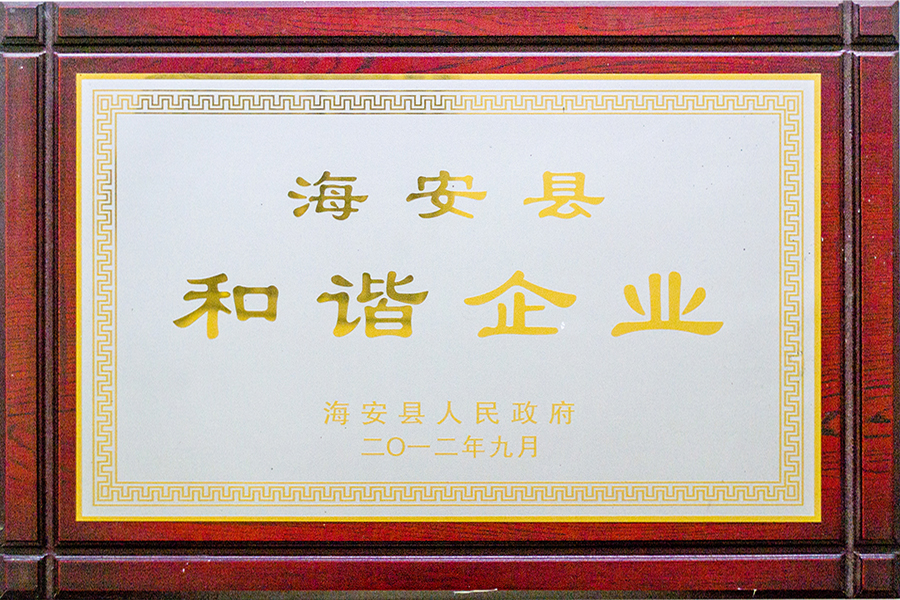 海安县
和谐企业
海安县人民政府
二〇一二年九月